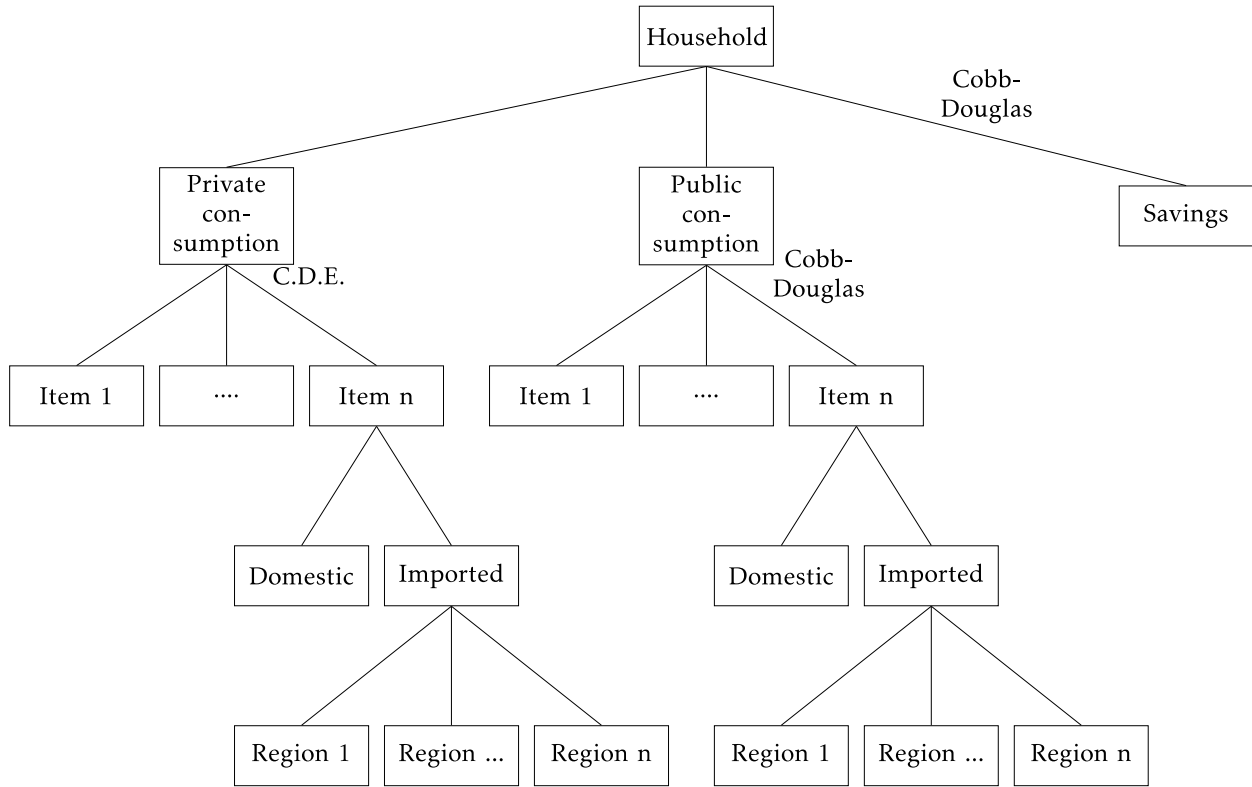 Household
Cobb-
Douglas
Private
con-
sumption
Public
con-
sumption
Savings
C.D.E.
Cobb-
Douglas
Item 1
....
Item n
Item 1
....
Item n
Domestic
Imported
Domestic
Imported
Region 1
Region ...
Region n
Region 1
Region ...
Region n